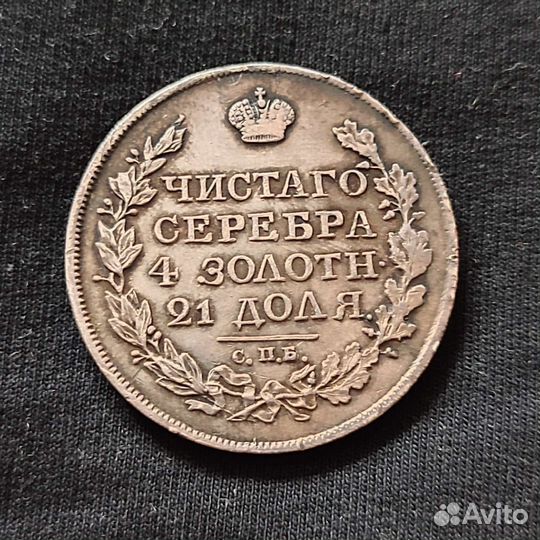 ЧИСТАГО
СЕРЕБРА
4 ЗОЛОТН·
21 ДОЛЯ.
С.П.Б.
Avito